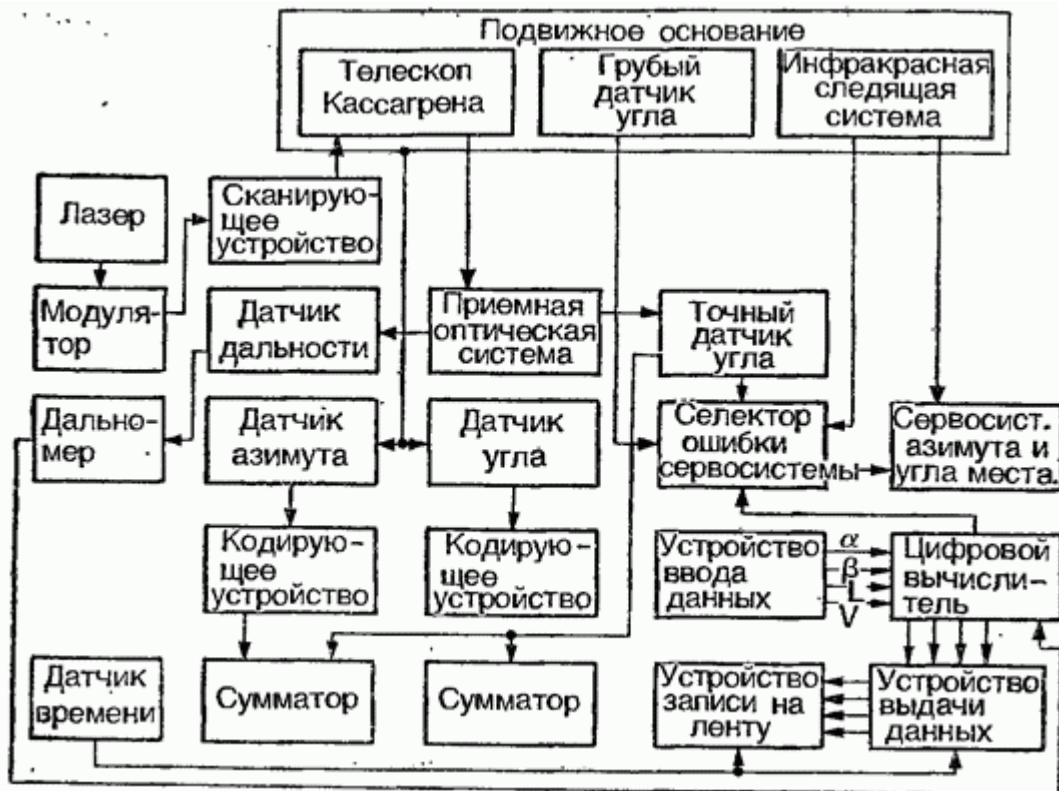 Подвижное основание
Телескоп
Кассагрена
Грубый
датчик
угла
Инфракрасная
следящая
система
Лазер
Сканирую-
щее
устройство
Модуля-
тор
Датчик
дальности
Приемная
оптическая
система
Точный
датчик
угла
Дально-
мер
Датчик
азимута
Датчик
угла
Селектор
ошибки
сервосистемы
Сервосист.
азимута и
угла места.
Кодирую-
щее
устройство
Кодирую-
щее
устройство
Устройство
ввода
данных
α
β
L
V
Цифровой
вычисли-
тель
Датчик
времени
Сумматор
Сумматор
Устройство
записи на
ленту
Устройство
выдачи
данных